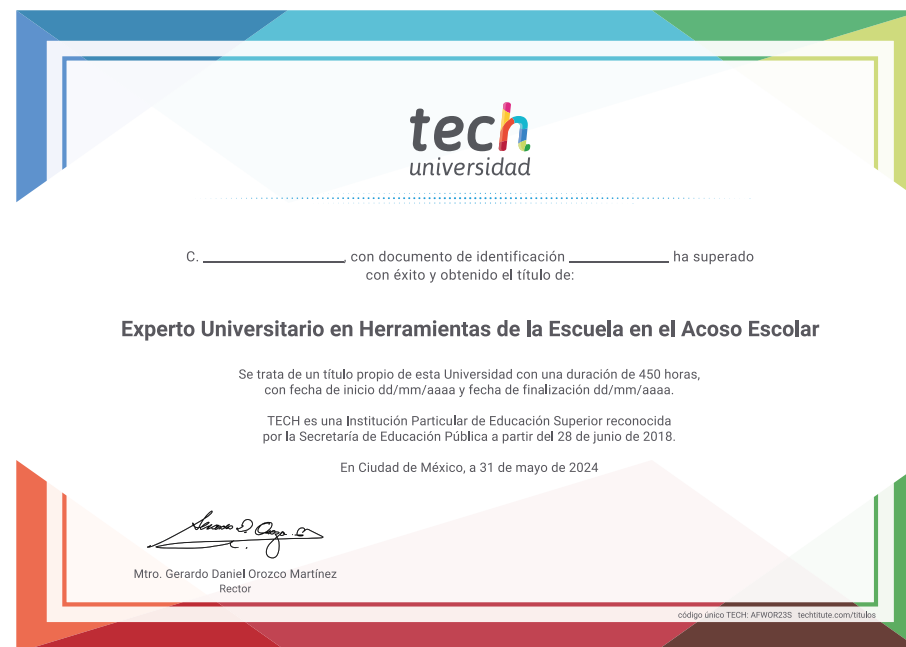 tech
universidad
C. ____________, con documento de identificación ____________ ha superado
con éxito y obtenido el título de:
Experto Universitario en Herramientas de la Escuela en el Acoso Escolar
Se trata de un título propio de esta Universidad con una duración de 450 horas,
con fecha de inicio dd/mm/aaaa y fecha de finalización dd/mm/aaaa.
TECH es una Institución Particular de Educación Superior reconocida
por la Secretaría de Educación Pública a partir del 28 de junio de 2018.
En Ciudad de México, a 31 de mayo de 2024
Mtro. Gerardo Daniel Orozco Martínez
Rector
código único TECH: AFWOR23S techtitute.com/titulos